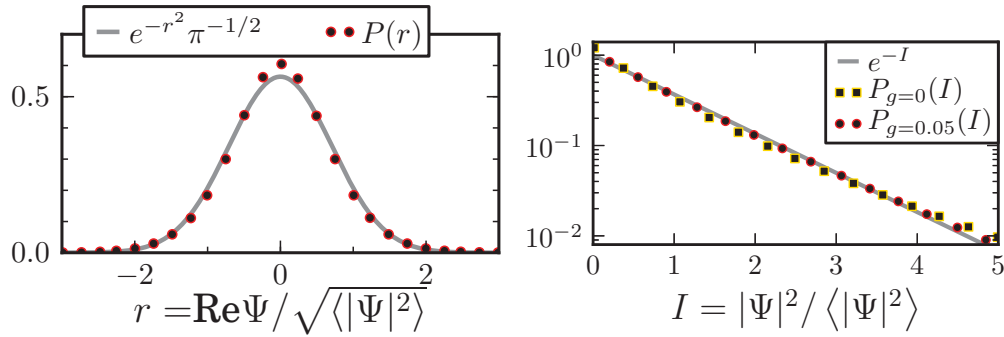 e^{-r^2} π^{-1/2}
P(r)
0.5
0.0
−2
0
2
r = ReΨ/√⟨|Ψ|²⟩
10^0
10^{-1}
10^{-2}
e^{-I}
P_{g=0}(I)
P_{g=0.05}(I)
0
1
2
3
4
5
I = |Ψ|²/⟨|Ψ|²⟩